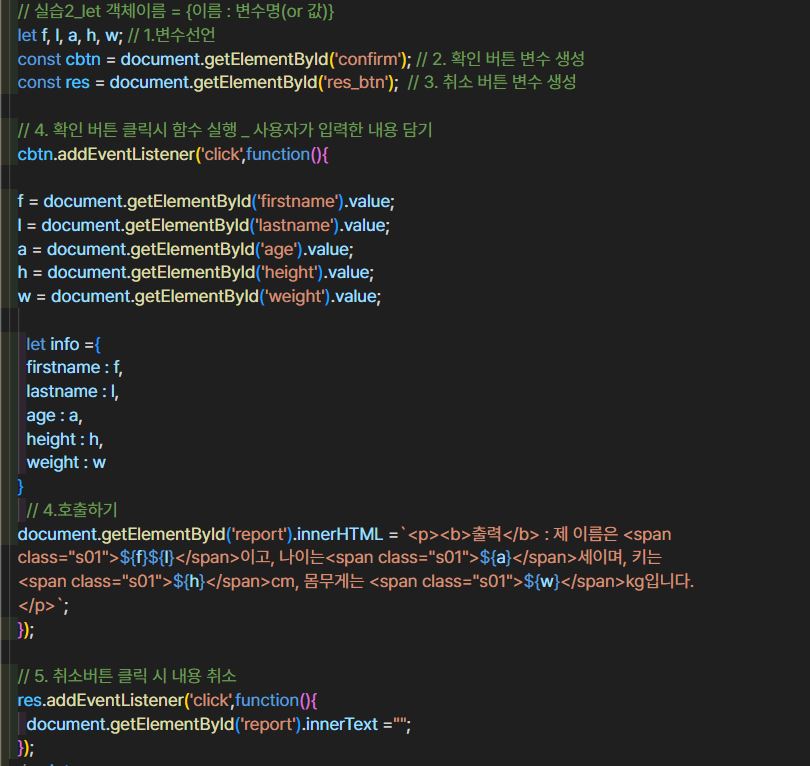 // 실습2_let 객체이름 = {이름 : 변수명(or 값)}
let f, l, a, h, w; // 1.변수선언
const cbtn = document.getElementById('confirm'); // 2. 확인 버튼 변수 생성
const res = document.getElementById('res_btn');  // 3. 취소 버튼 변수 생성
// 4. 확인 버튼 클릭시 함수 실행 _ 사용자가 입력한 내용 담기
cbtn.addEventListener('click',function(){
f = document.getElementById('firstname').value;
l = document.getElementById('lastname').value;
a = document.getElementById('age').value;
h = document.getElementById('height').value;
w = document.getElementById('weight').value;
let info ={
firstname : f,
lastname : l,
age : a,
height : h,
weight : w
}
// 4.호출하기
document.getElementById('report').innerHTML =`<p><b>출력</b> : 제 이름은 <span
class="s01">${f}${l}</span>이고, 나이는<span class="s01">${a}</span>세이며, 키는
<span class="s01">${h}</span>cm, 몸무게는 <span class="s01">${w}</span>kg입니다.
</p>`;
});
// 5. 취소버튼 클릭 시 내용 취소
res.addEventListener('click',function(){
document.getElementById('report').innerText ="";
});